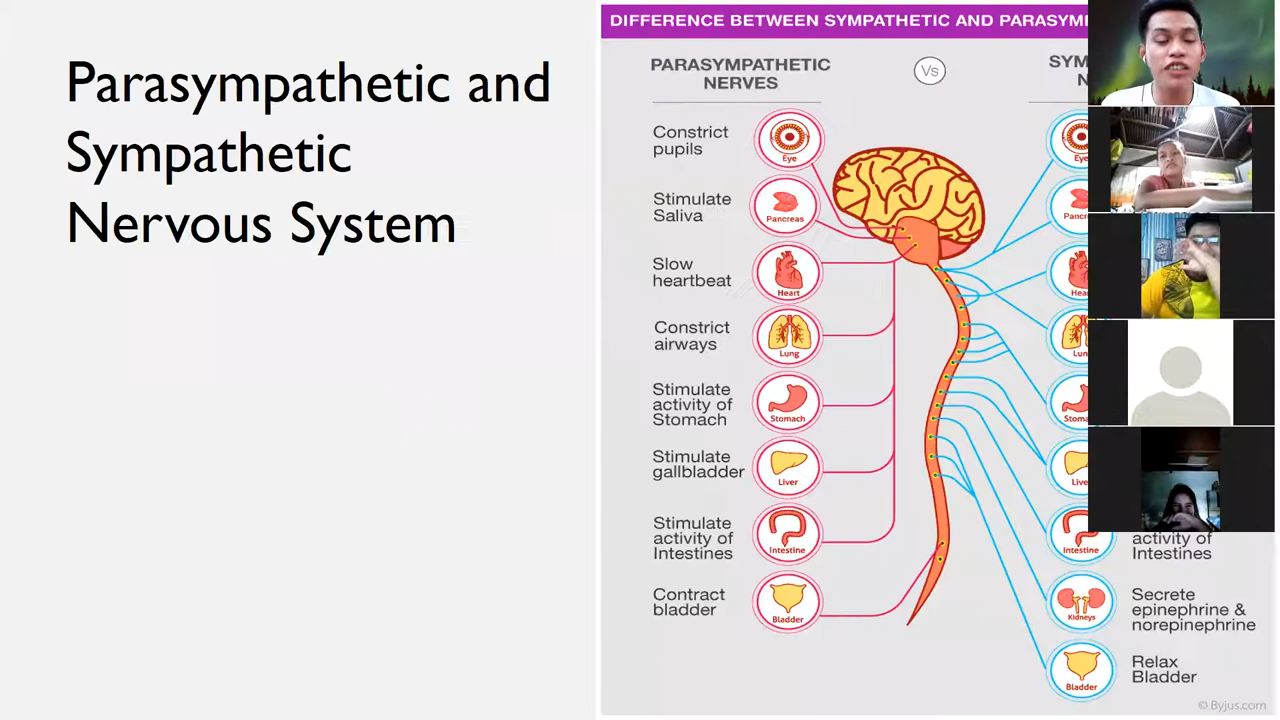 Parasympathetic and
Sympathetic
Nervous System
DIFFERENCE BETWEEN SYMPATHETIC AND
PARASYMPATHETIC
NERVES
Vs
Constrict
pupils
Eye
Stimulate
Saliva
Pancreas
Slow
heartbeat
Heart
Constrict
airways
Lung
Stimulate
activity of
Stomach
Stomach
Stimulate
gallbladder
Liver
Stimulate
activity of
Intestines
Intestine
Contract
bladder
Bladder
Eye
activity of
Intestines
Intestine
Secrete
epinephrine &
norepinephrine
Kidneys
Relax
Bladder
Bladder
© Byjus.com